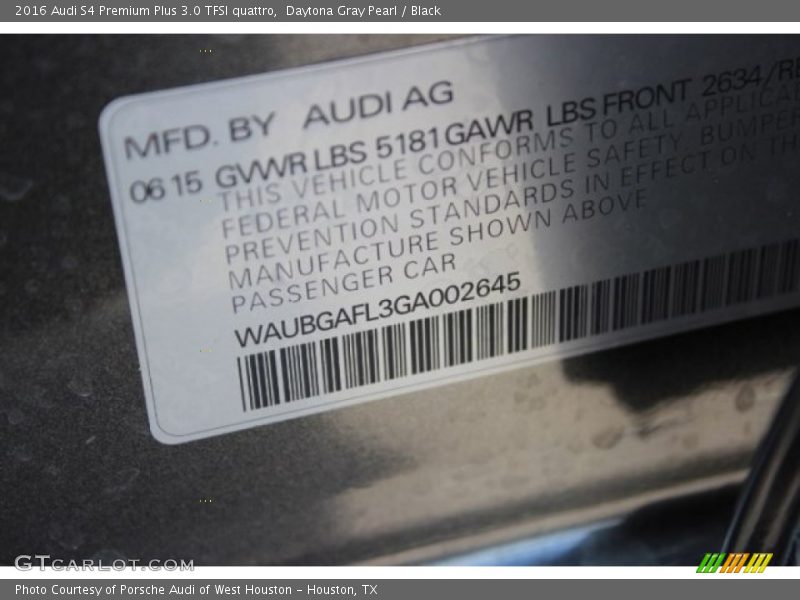 2016 Audi S4 Premium Plus 3.0 TFSI quattro,  Daytona Gray Pearl / Black
MFD. BY AUDI AG
06 15 GVWR LBS 5181 GAWR LBS FRONT 2634/RE
THIS VEHICLE CONFORMS TO ALL APPLICA
FEDERAL MOTOR VEHICLE SAFETY, BUMPER
PREVENTION STANDARDS IN EFFECT ON TH
MANUFACTURE SHOWN ABOVE
PASSENGER CAR
WAUBGAFL3GA002645
GTCARLOT.COM
Photo Courtesy of Porsche Audi of West Houston – Houston, TX